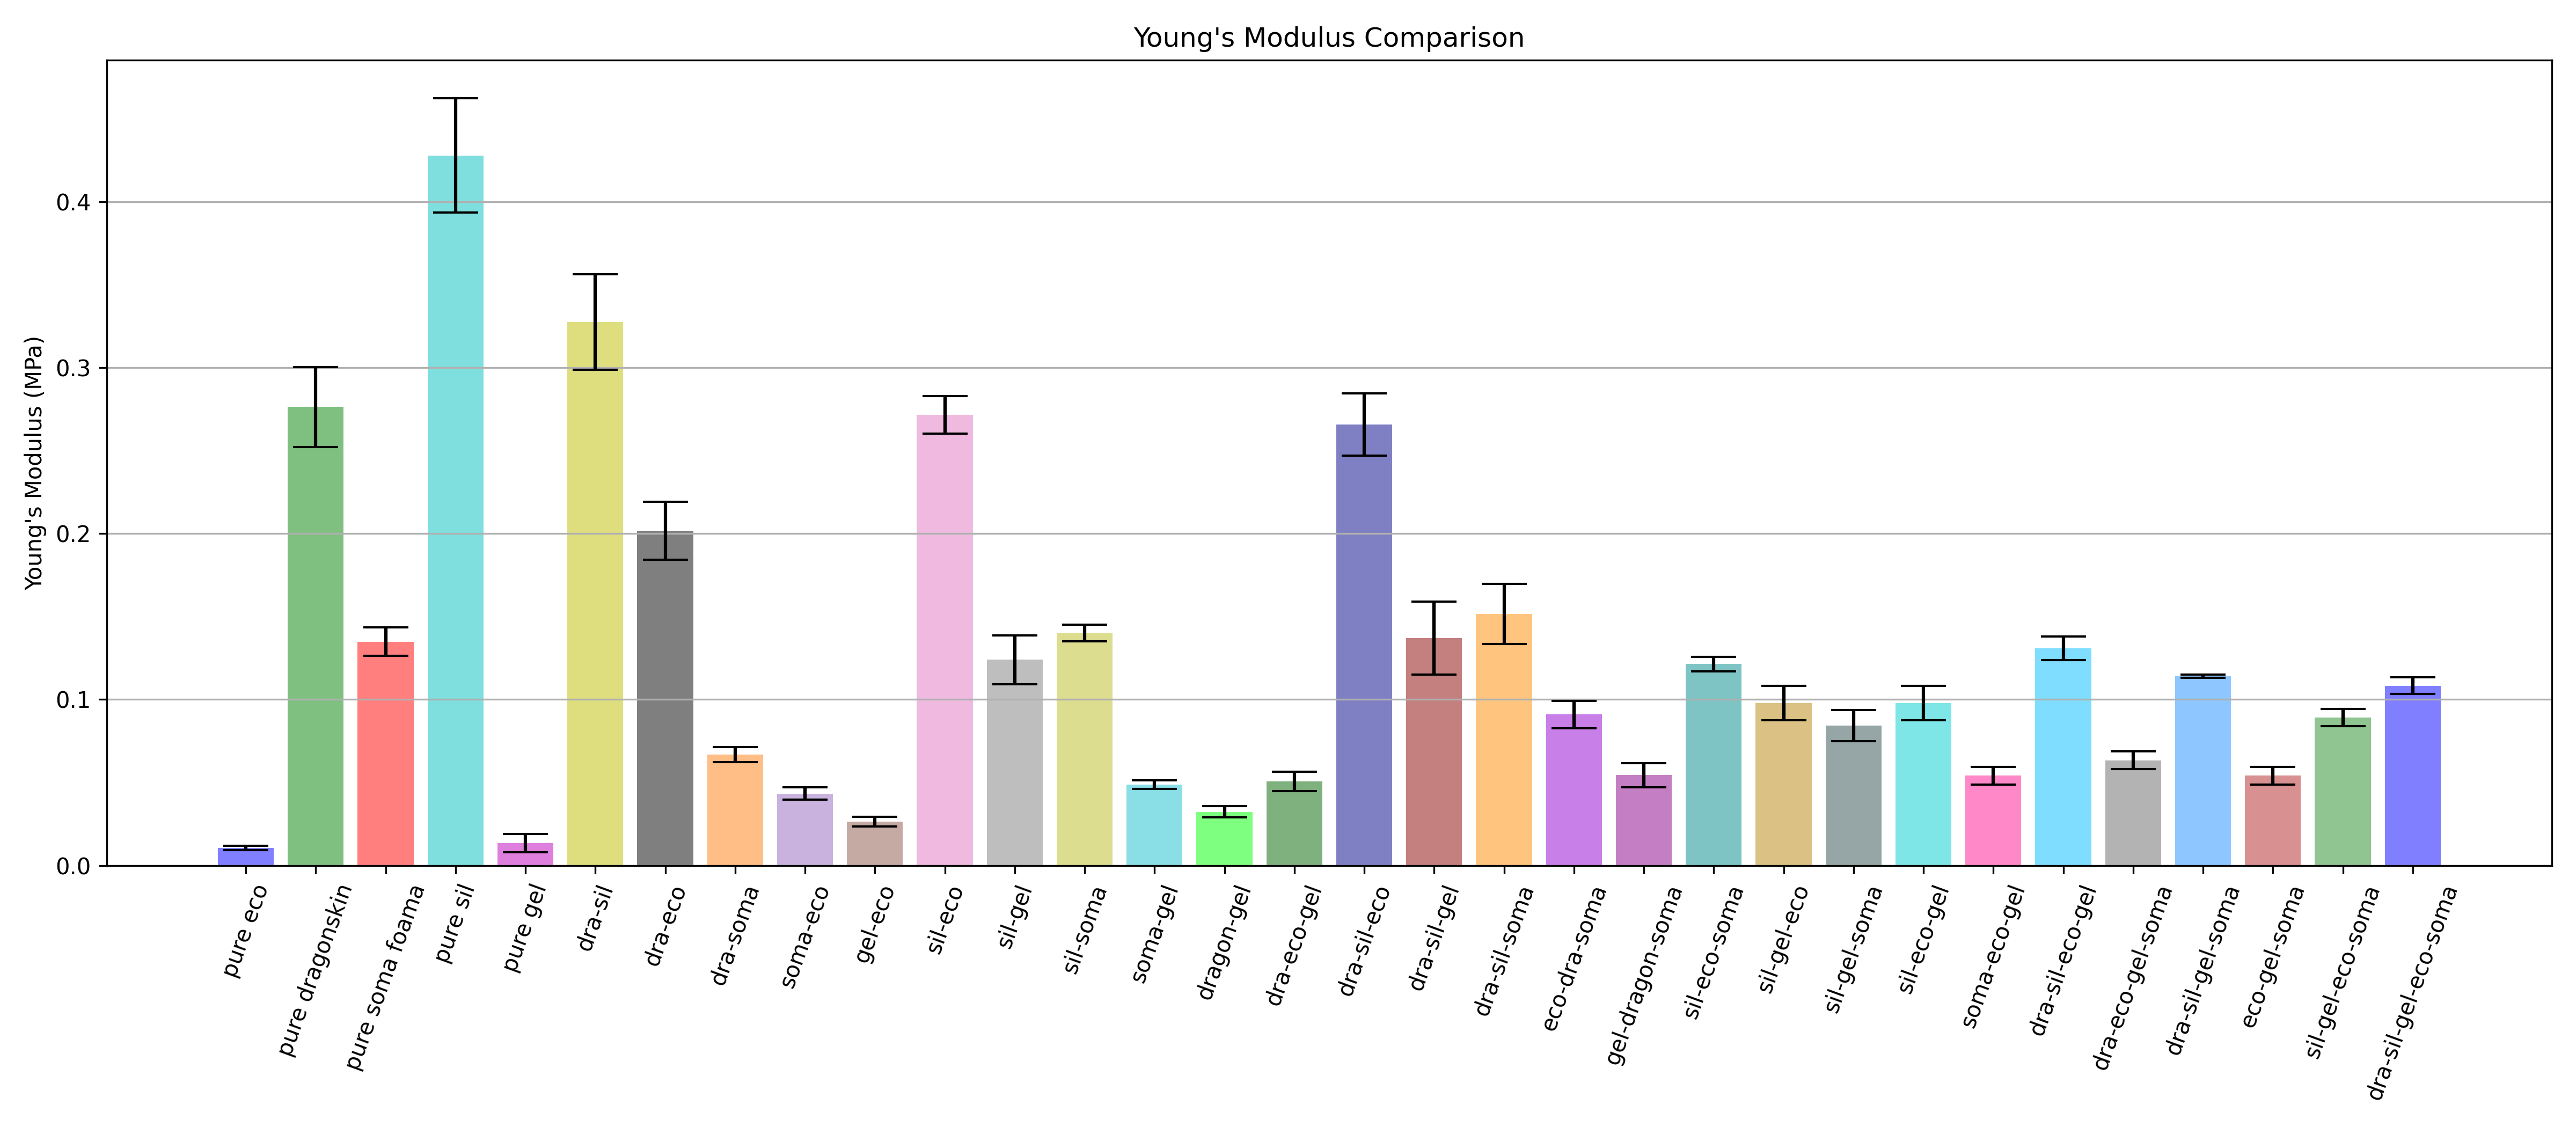 Young's Modulus Comparison
Young's Modulus (MPa)
0.4
0.3
0.2
0.1
0.0
pure eco
pure dragonskin
pure soma foama
pure sil
pure gel
dra-sil
dra-eco
dra-soma
soma-eco
gel-eco
sil-eco
sil-gel
sil-soma
soma-gel
dragon-gel
dra-eco-gel
dra-sil-eco
dra-sil-gel
dra-sil-soma
eco-dra-soma
gel-dragon-soma
sil-eco-soma
sil-gel-eco
sil-gel-soma
sil-eco-gel
soma-eco-gel
dra-sil-eco-gel
dra-eco-gel-soma
dra-sil-gel-soma
eco-gel-soma
sil-gel-eco-soma
dra-sil-gel-eco-soma